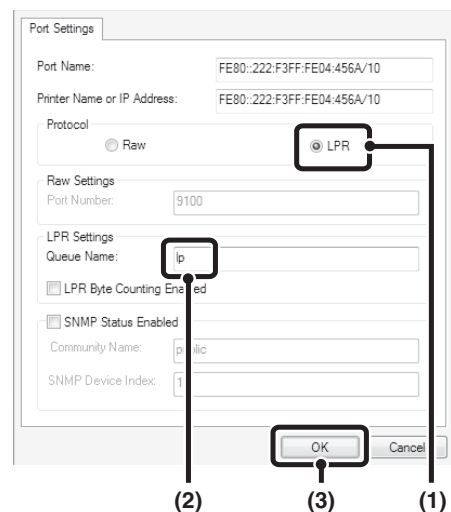 Port Settings
Port Name: FE80::222:F3FF:FE04:456A/10
Printer Name or IP Address: FE80::222:F3FF:FE04:456A/10
Protocol
Raw LPR
Raw Settings
Port Number: 9100
LPR Settings
Queue Name: lp
LPR Byte Counting Enabled
SNMP Status Enabled
Community Name: public
SNMP Device Index: 1
OK Cancel
(2) (3) (1)